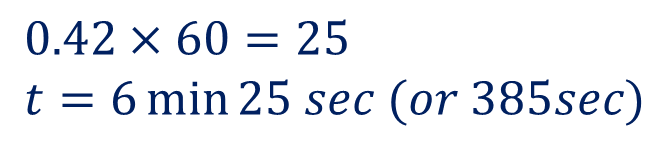 0.42 × 60 = 25
t = 6 min 25 sec (or 385sec)